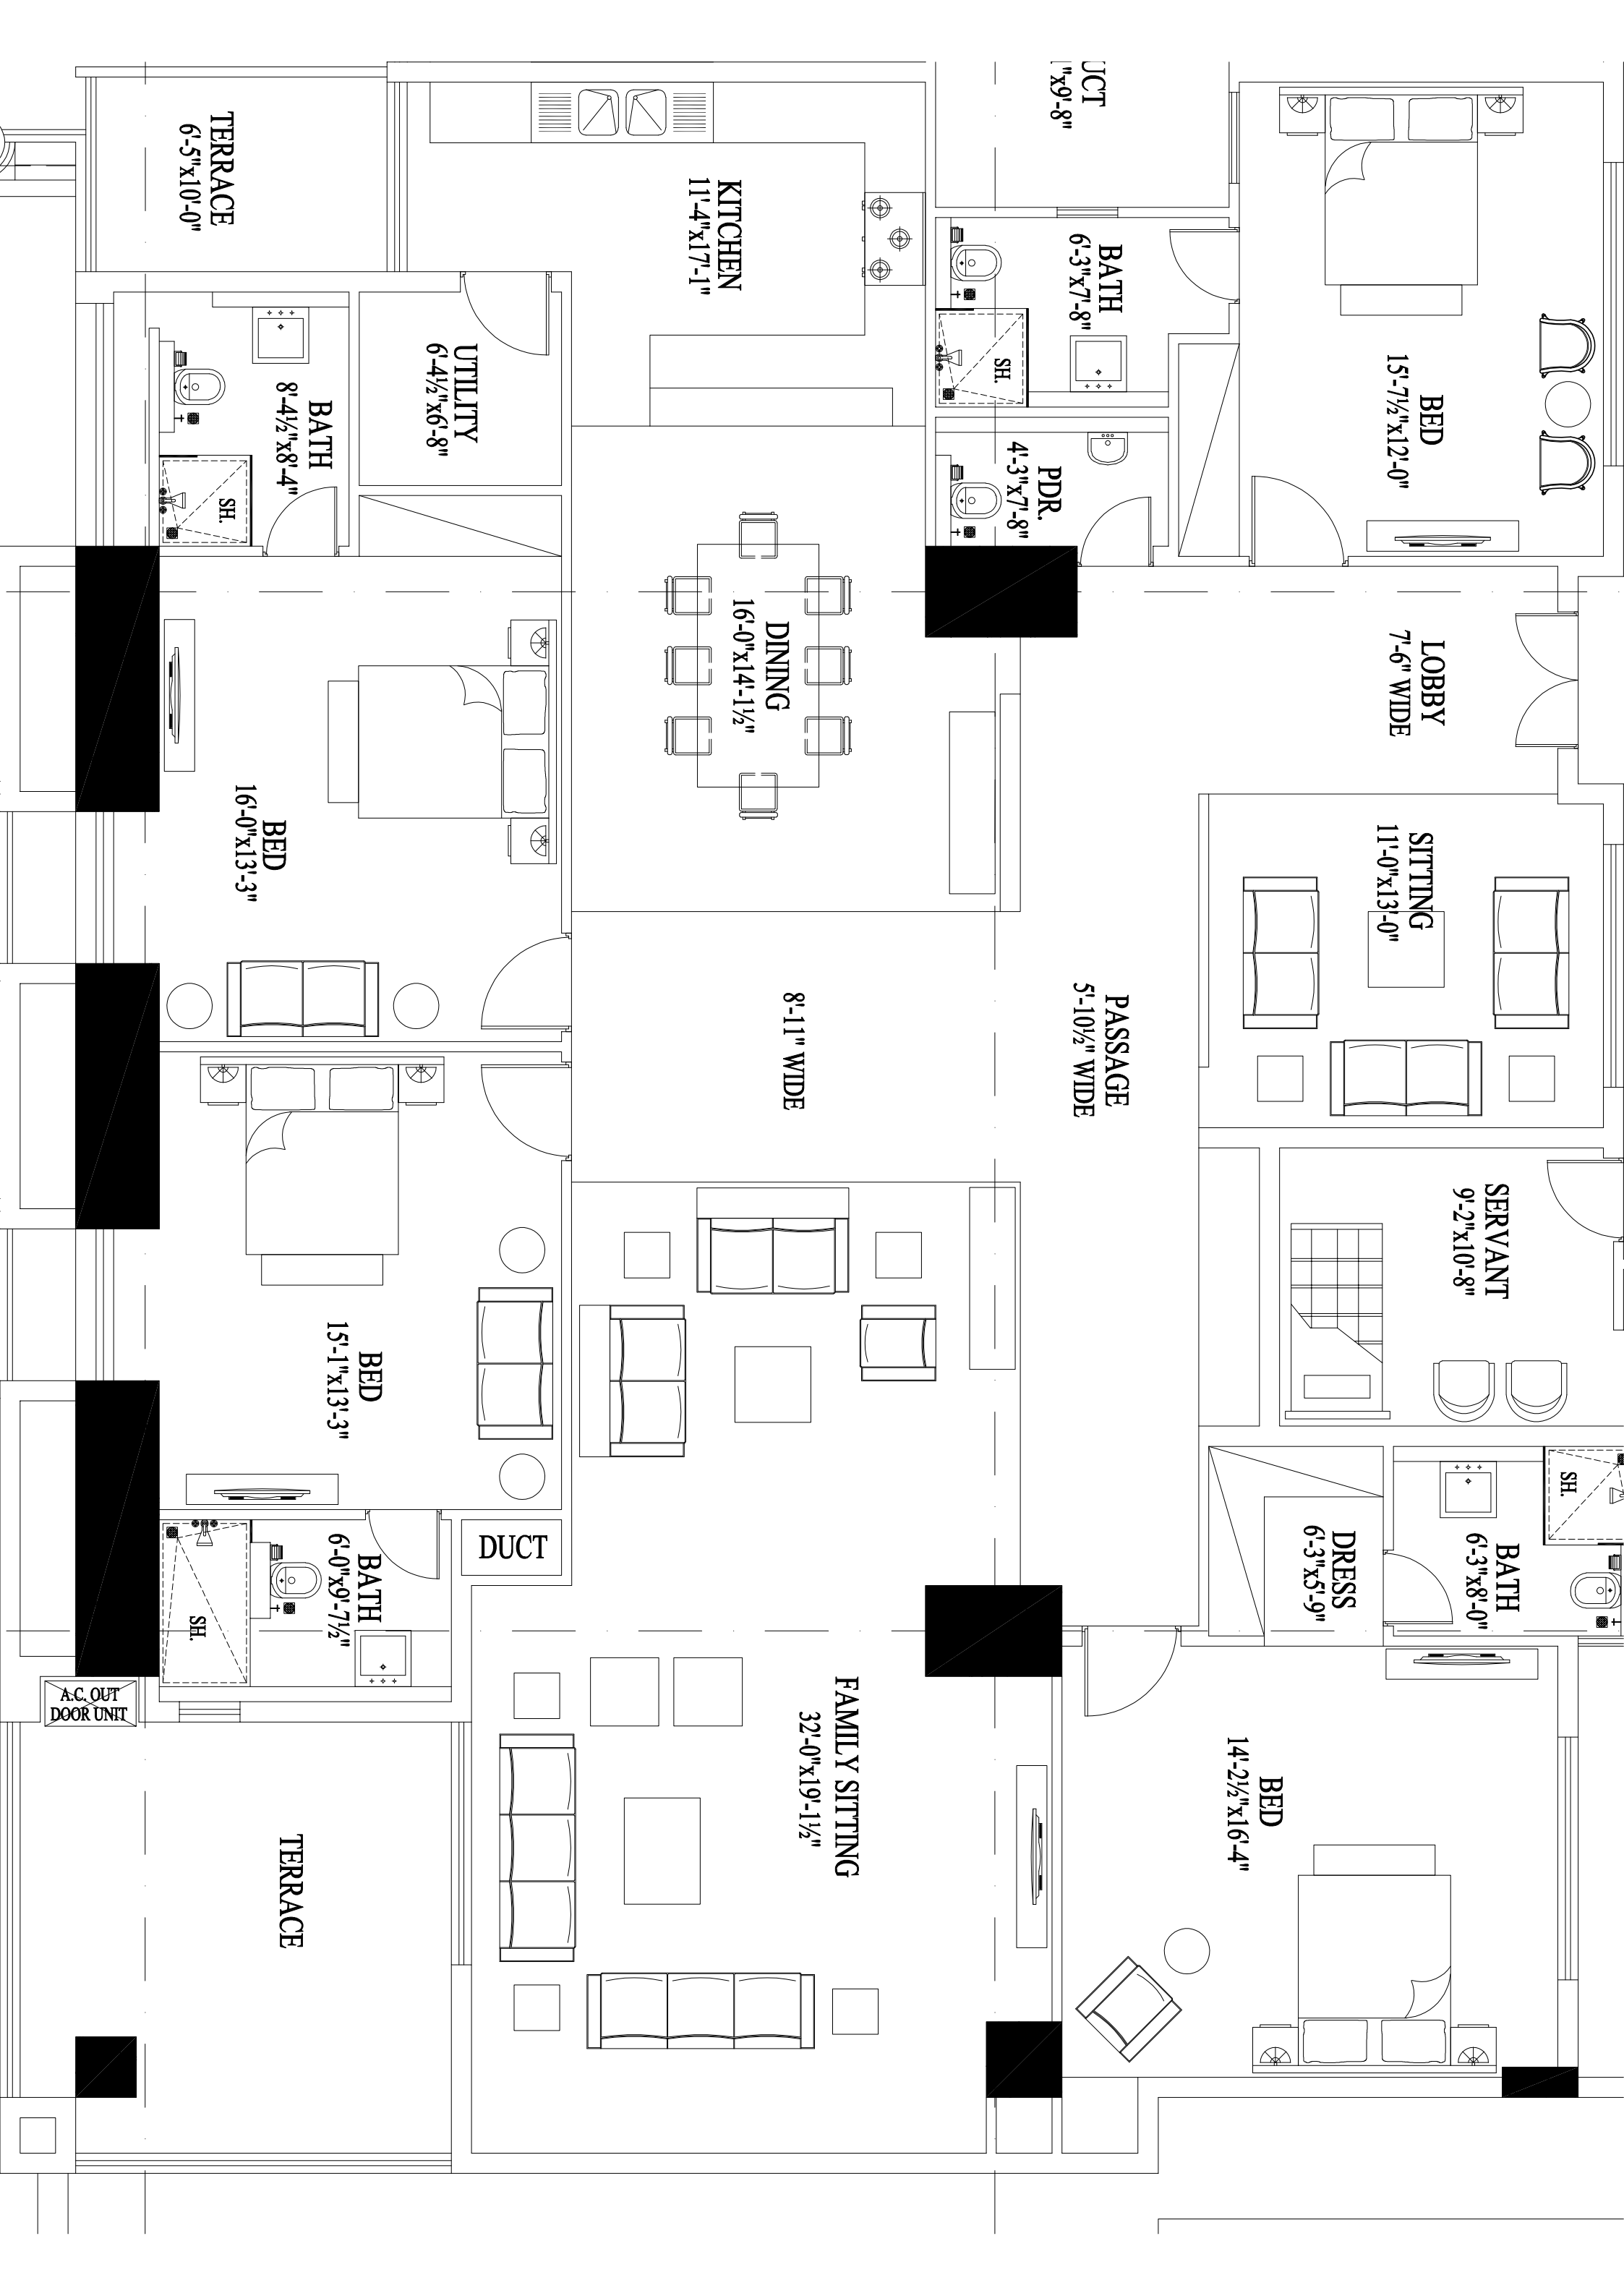 TERRACE
6'-5"x10'-0"
KITCHEN
11'-4"x17'-1"
UCT
"x9'-8"
BATH
6'-3"x7'-8"
SH.
BED
15'-7½"x12'-0"
UTILITY
6'-4½"x6'-8"
BATH
8'-4½"x8'-4"
SH.
PDR.
4'-3"x7'-8"
DINING
16'-0"x14'-1½"
LOBBY
7'-6" WIDE
BED
16'-0"x13'-3"
SITTING
11'-0"x13'-0"
8'-11" WIDE
PASSAGE
5'-10½" WIDE
SERVANT
9'-2"x10'-8"
BED
15'-1"x13'-3"
SH.
BATH
6'-3"x8'-0"
DRESS
6'-3"x5'-9"
DUCT
BATH
6'-0"x9'-7½"
SH.
A.C. OUT
DOOR UNIT
FAMILY SITTING
32'-0"x19'-1½"
BED
14'-2½"x16'-4"
TERRACE